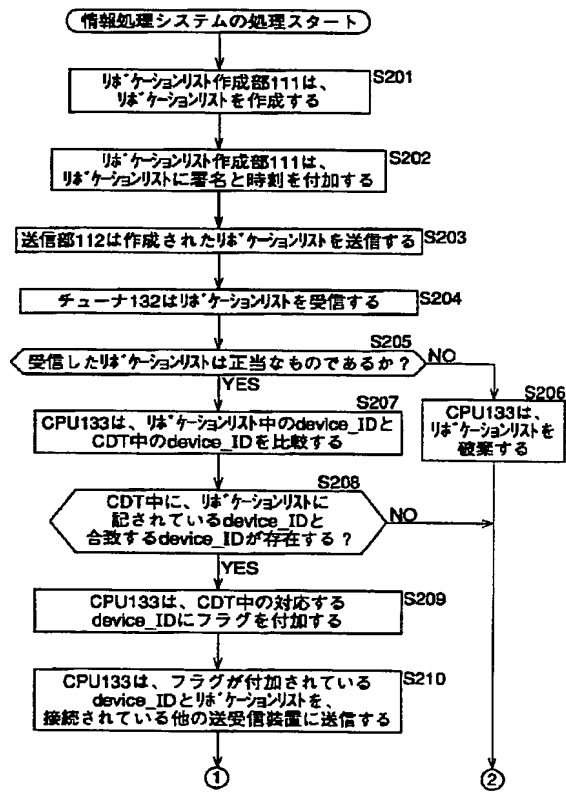 情報処理システムの処理スタート
S201
リボケーションリスト作成部111は、
リボケーションリストを作成する
S202
リボケーションリスト作成部111は、
リボケーションリストに署名と時刻を付加する
送信部112は作成されたリボケーションリストを送信する
S203
チューナ132はリボケーションリストを受信する
S204
S205
受信したリボケーションリストは正当なものであるか?
NO
YES
S206
CPU133は、
リボケーションリストを
破棄する
S207
CPU133は、リボケーションリスト中のdevice_IDと
CDT中のdevice_IDを比較する
S208
CDT中に、リボケーションリストに
記されているdevice_IDと
合致するdevice_IDが存在する?
NO
YES
S209
CPU133は、CDT中の対応する
device_IDにフラグを付加する
S210
CPU133は、フラグが付加されている
device_IDとリボケーションリストを、
接続されている他の送受信装置に送信する
①
②